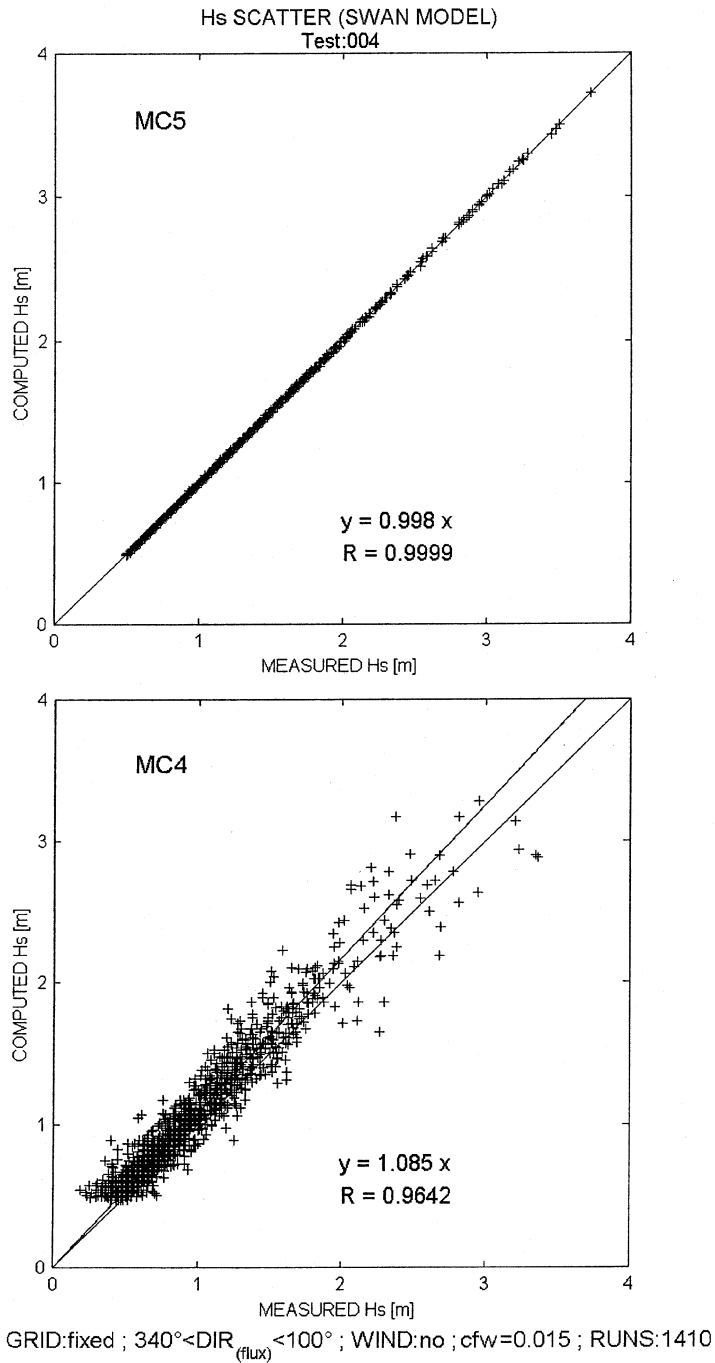 Hs SCATTER (SWAN MODEL)
Test:004
4
MC5
3
COMPUTED Hs [m]
2
1
y = 0.998 x
R = 0.9999
0
0 1 2 3 4
MEASURED Hs [m]
4
MC4
3
COMPUTED Hs [m]
2
1
y = 1.085 x
R = 0.9642
0
0 1 2 3 4
MEASURED Hs [m]
GRID:fixed ; 340°<DIR(flux)<100° ; WIND:no ; cfw=0.015 ; RUNS:1410